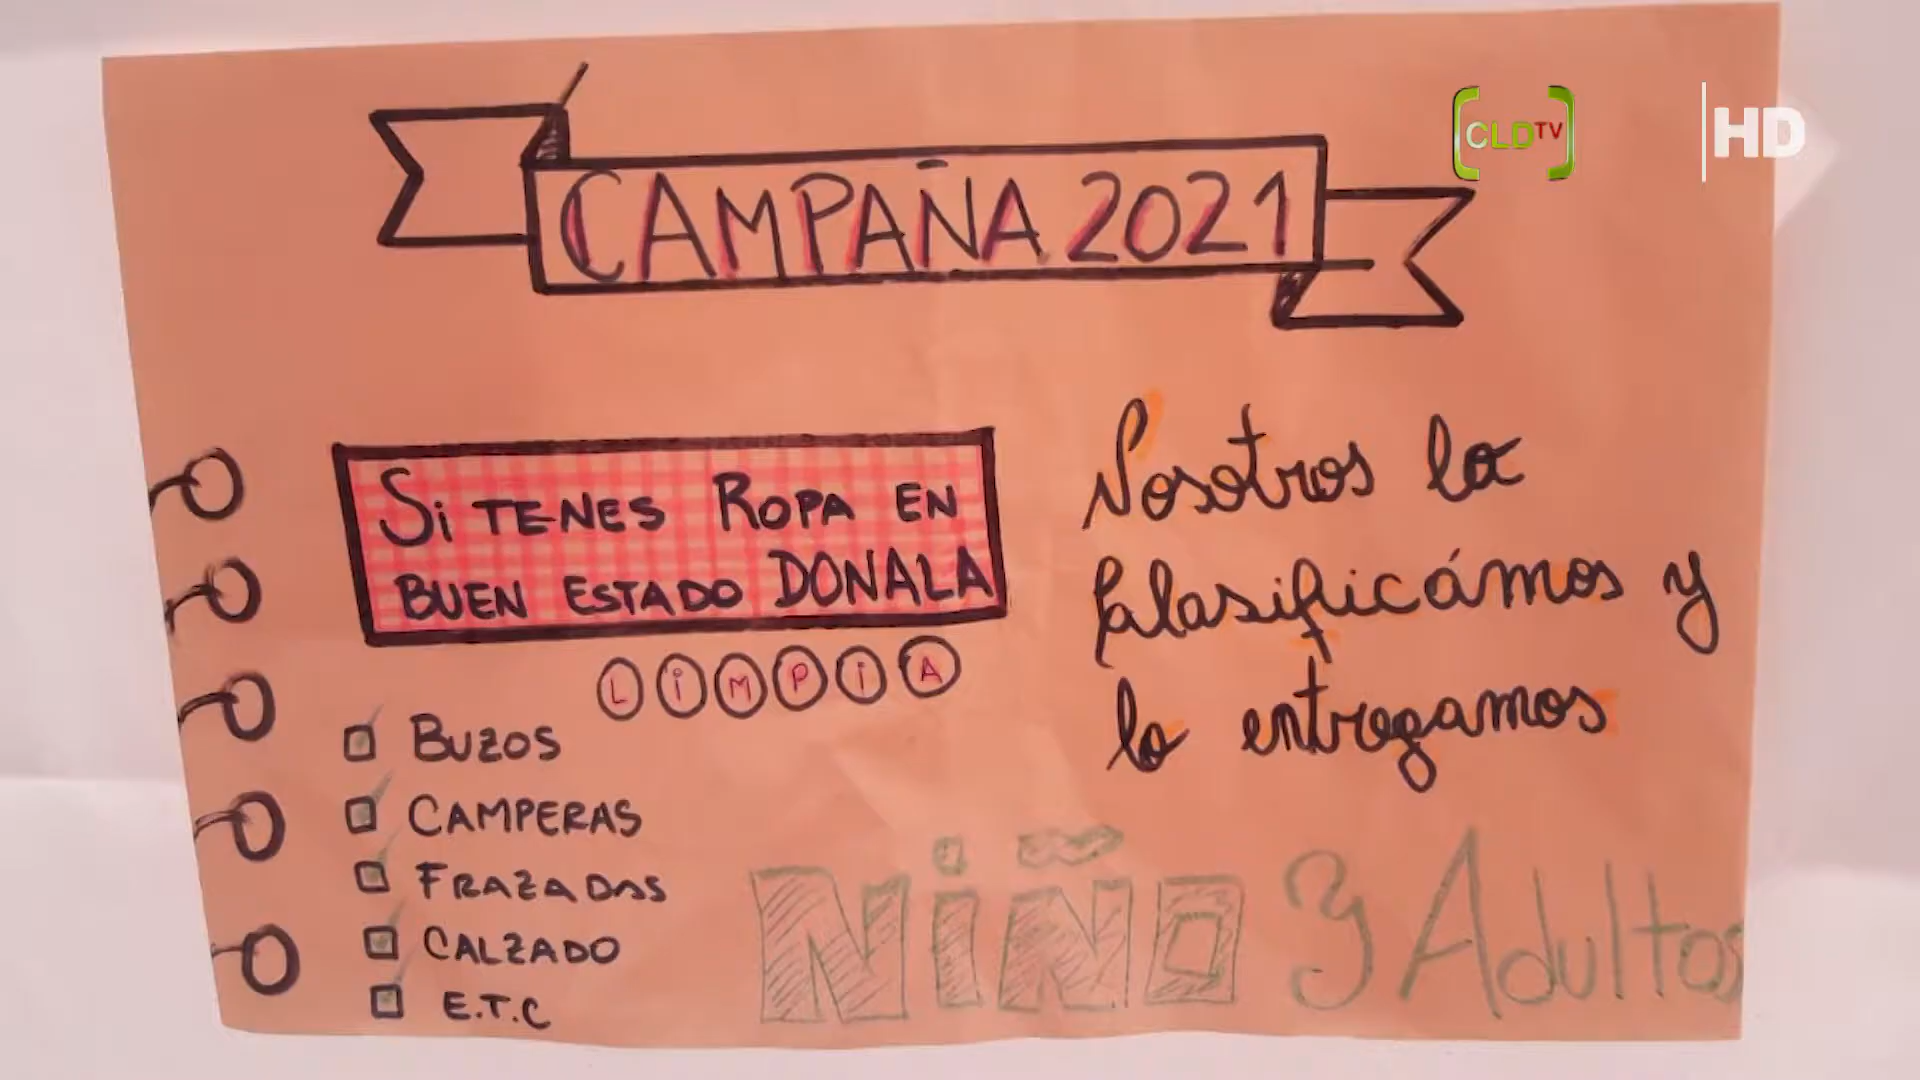 CLDTV
HD
CAMPAÑA 2021
Si TENES ROPA EN
BUEN ESTADO DONALA
LiMPiA
BUZOS
CAMPERAS
FRAZADAS
CALZADO
E.T.C
Nosotros la
Clasificámos y
lo entregamos
NiÑO y Adultos